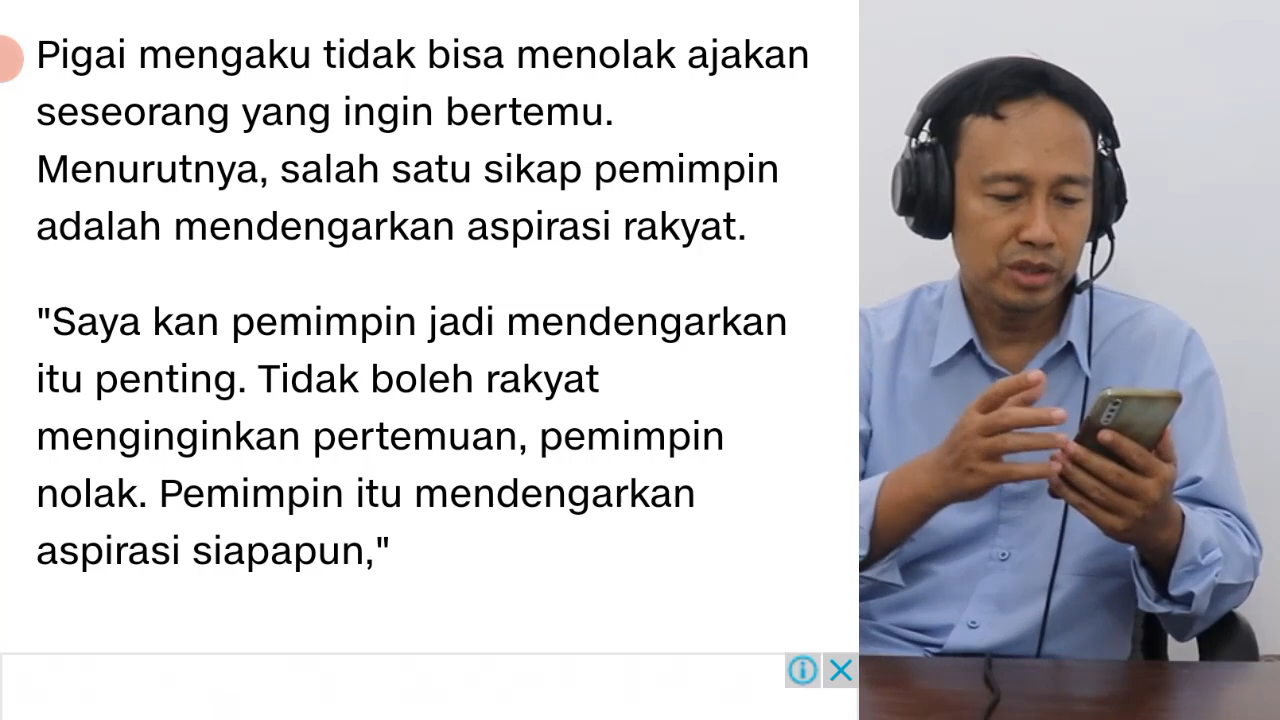 Pigai mengaku tidak bisa menolak ajakan
seseorang yang ingin bertemu.
Menurutnya, salah satu sikap pemimpin
adalah mendengarkan aspirasi rakyat.
"Saya kan pemimpin jadi mendengarkan
itu penting. Tidak boleh rakyat
menginginkan pertemuan, pemimpin
nolak. Pemimpin itu mendengarkan
aspirasi siapapun,"